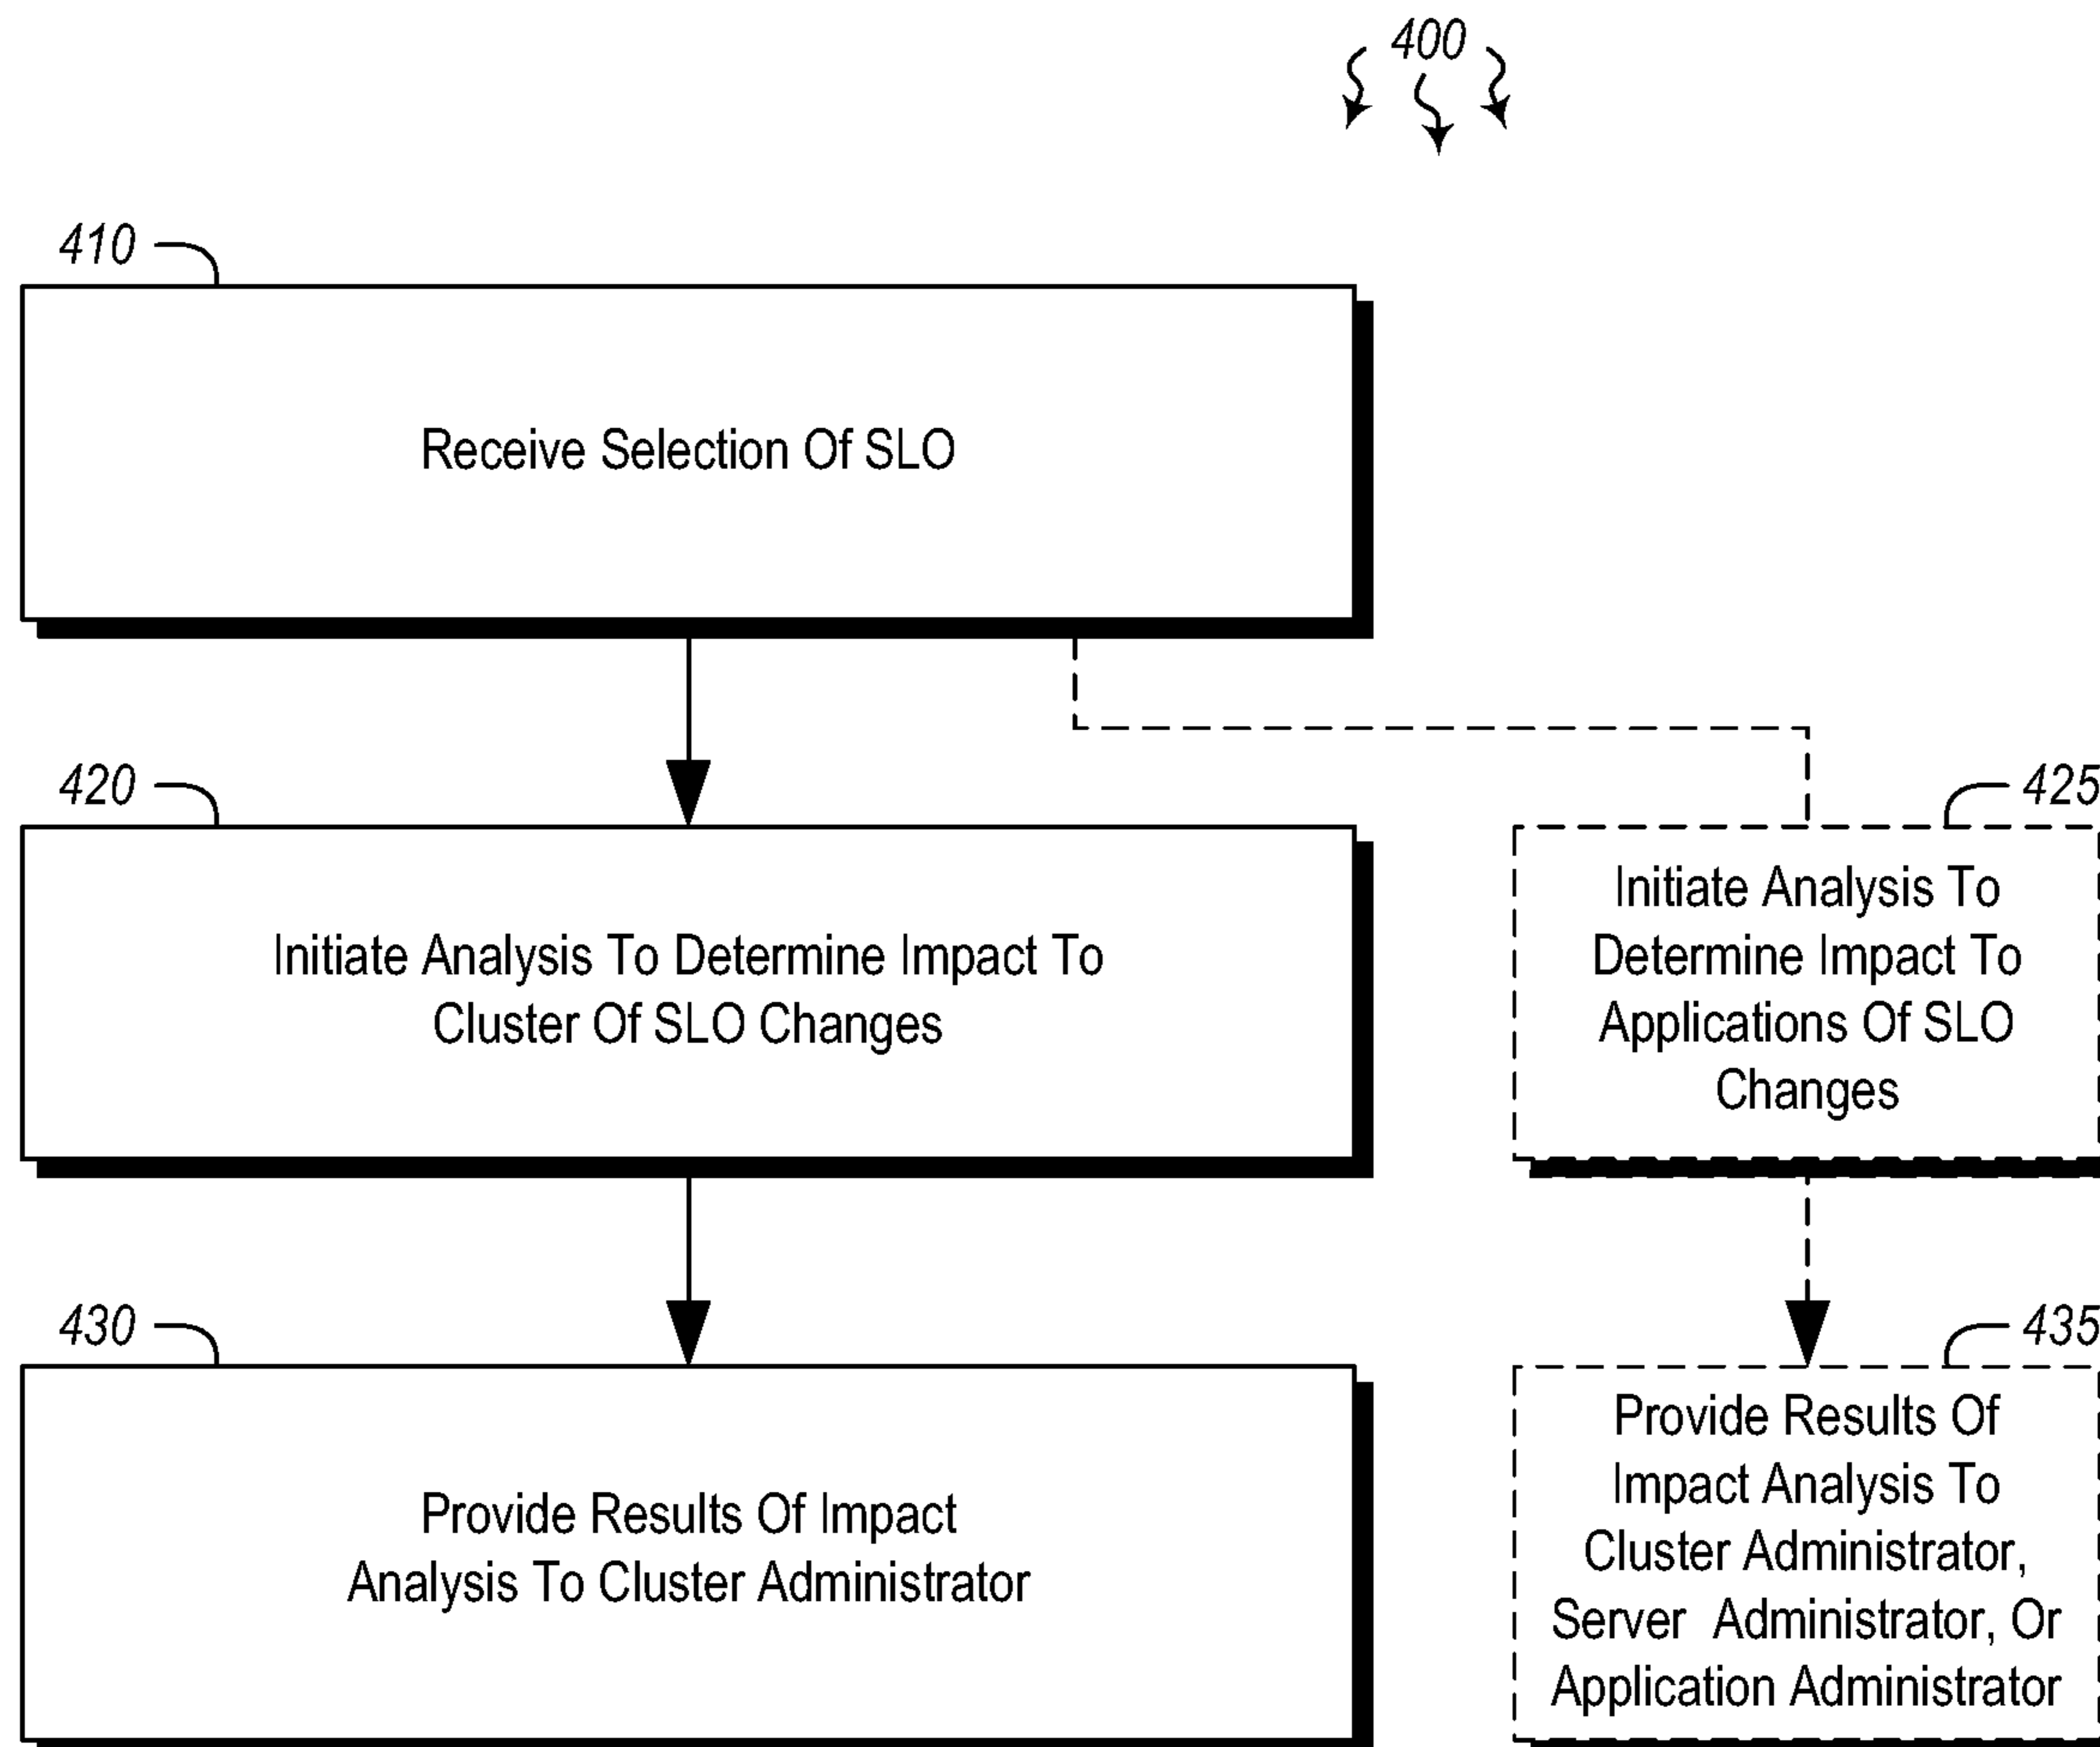 400
410
Receive Selection Of SLO
420
Initiate Analysis To Determine Impact To
Cluster Of SLO Changes
425
Initiate Analysis To
Determine Impact To
Applications Of SLO
Changes
430
Provide Results Of Impact
Analysis To Cluster Administrator
435
Provide Results Of
Impact Analysis To
Cluster Administrator,
Server Administrator, Or
Application Administrator